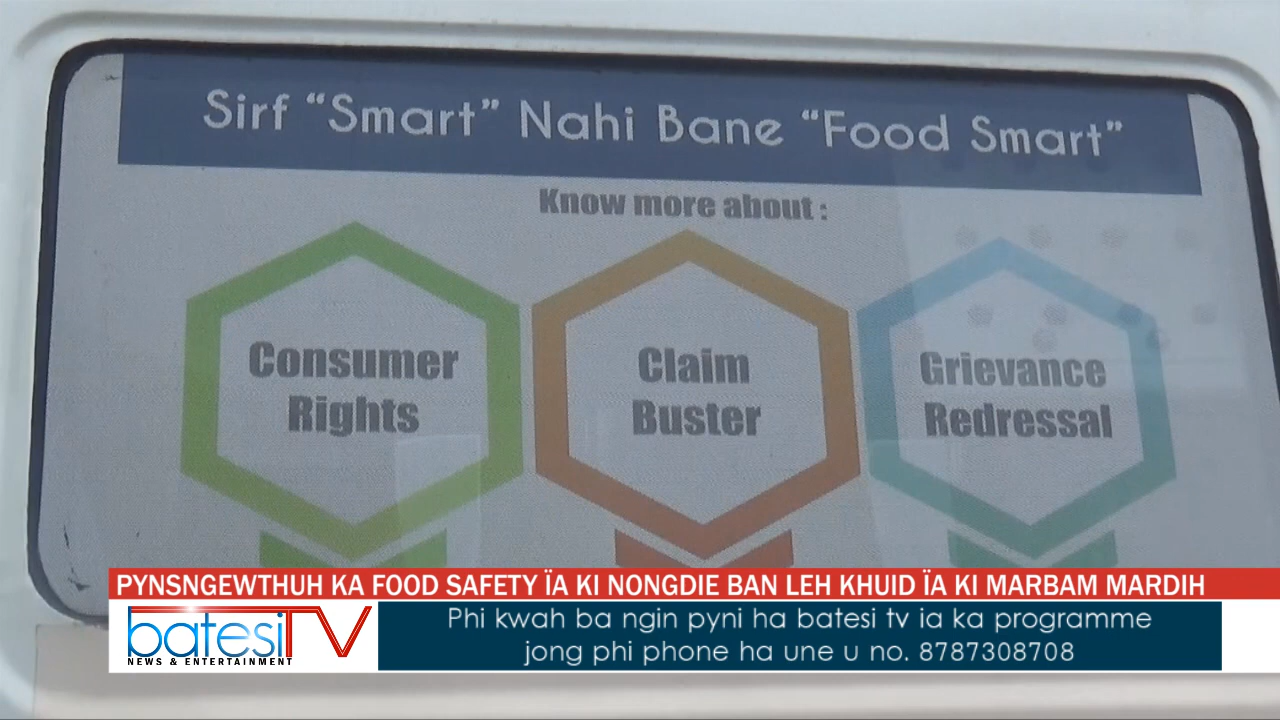 Sirf “Smart” Nahi Bane “Food Smart”
Know more about :
Consumer
Rights
Claim
Buster
Grievance
Redressal
PYNSNGEWTHUH KA FOOD SAFETY ÏA KI NONGDIE BAN LEH KHUID ÏA KI MARBAM MARDIH
batesi TV
NEWS & ENTERTAINMENT
Phi kwah ba ngin pyni ha batesi tv ia ka programme
jong phi phone ha une u no. 8787308708